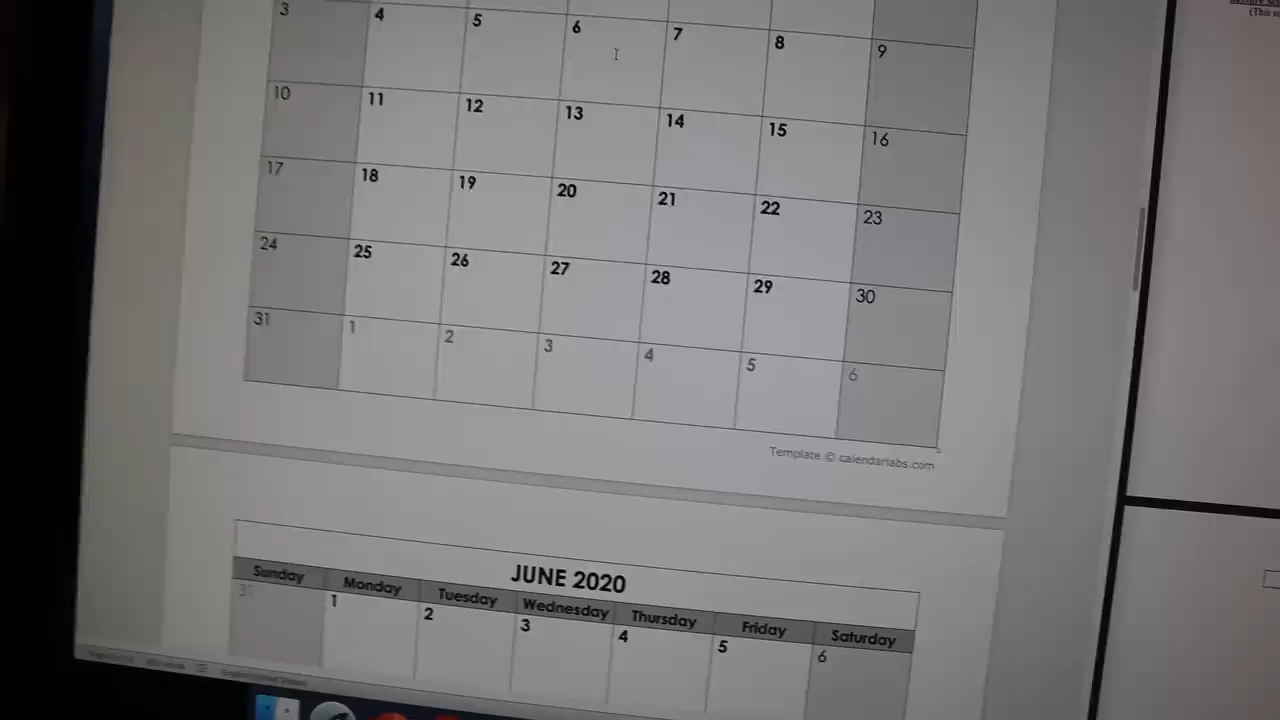 3 4 5 6 7 8 9
10 11 12 13 14 15 16
17 18 19 20 21 22 23
24 25 26 27 28 29 30
31 1 2 3 4 5 6
Template © calendarlabs.com
JUNE 2020
Sunday Monday Tuesday Wednesday Thursday Friday Saturday
31 1 2 3 4 5 6
(This